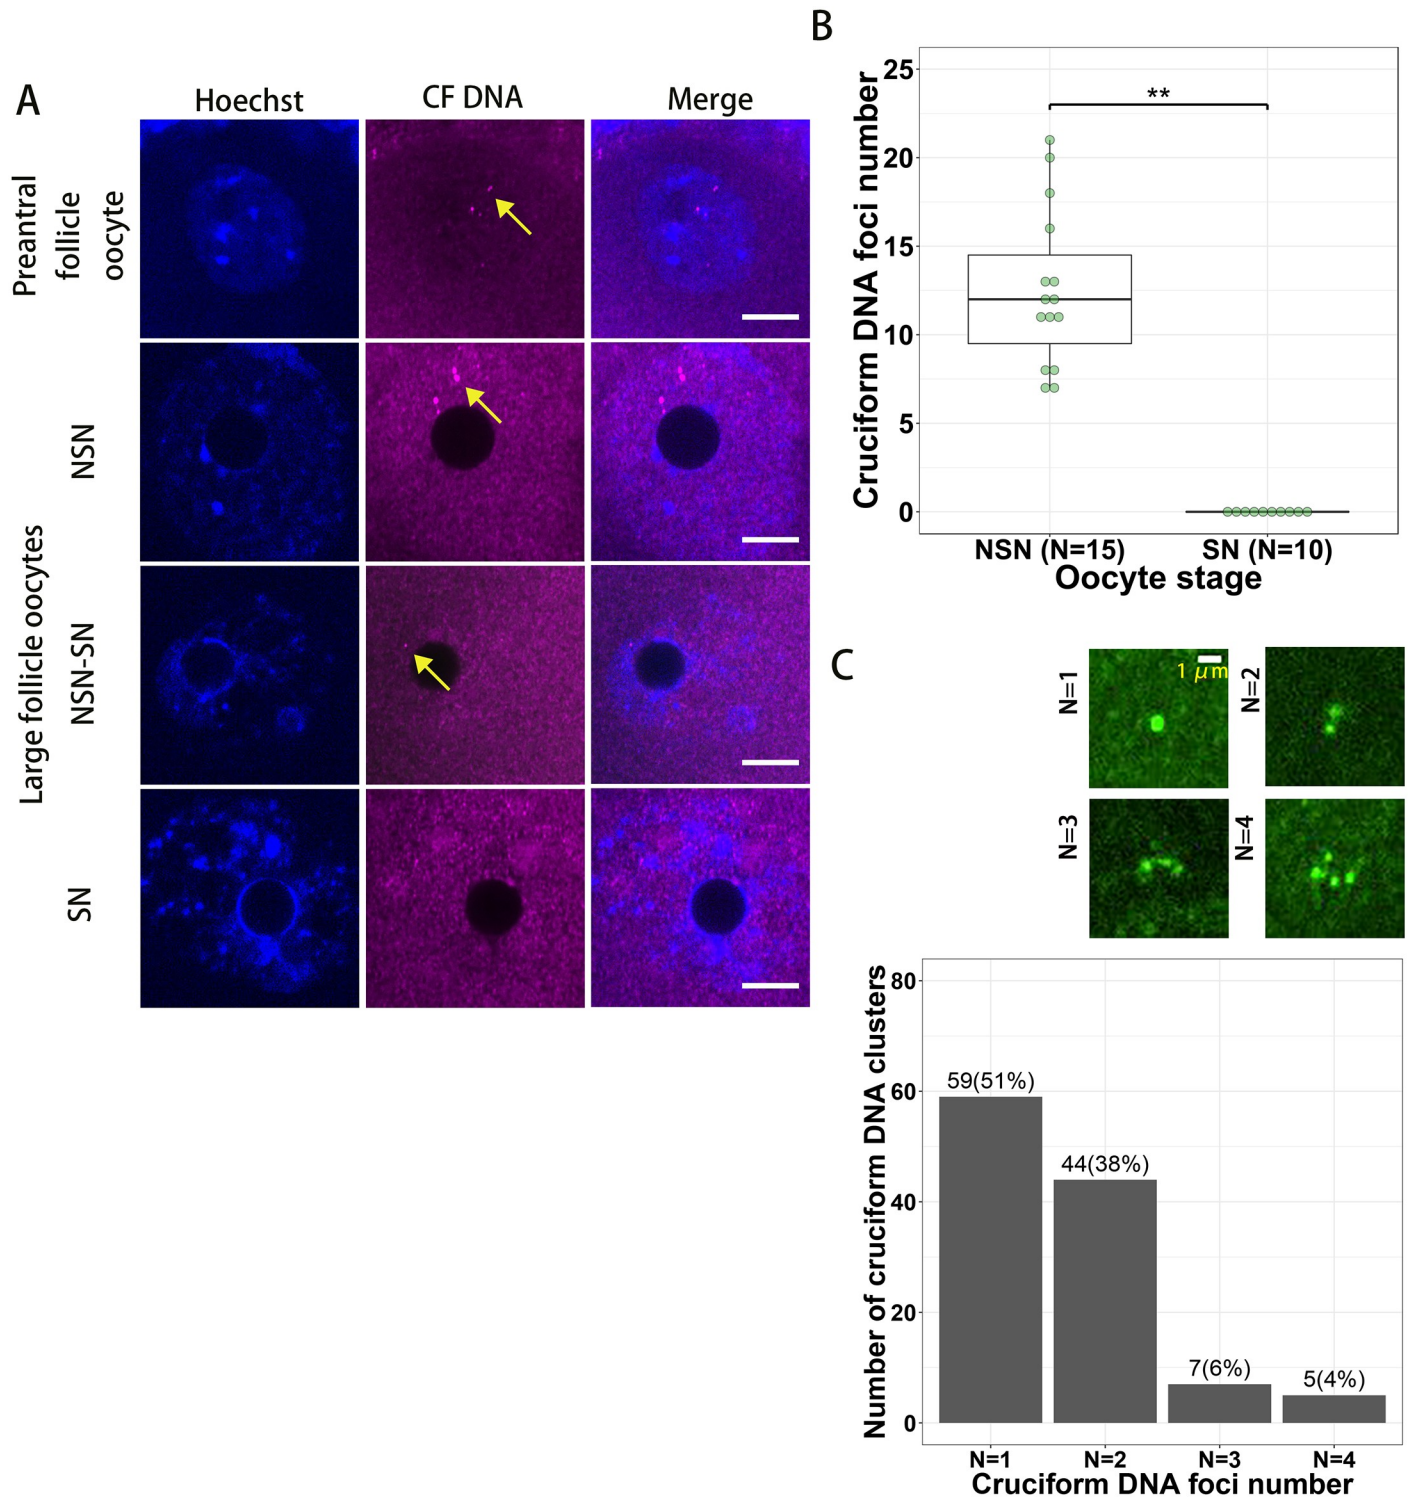 A
Hoechst
CF DNA
Merge
Preantral
follicle
oocyte
Large follicle oocytes
NSN
NSN-SN
SN
B
Cruciform DNA foci number
25
20
15
10
5
0
**
NSN (N=15)
SN (N=10)
Oocyte stage
C
N=1
1 μm
N=2
N=3
N=4
Number of cruciform DNA clusters
80
60
40
20
0
59(51%)
44(38%)
7(6%)
5(4%)
N=1
N=2
N=3
N=4
Cruciform DNA foci number